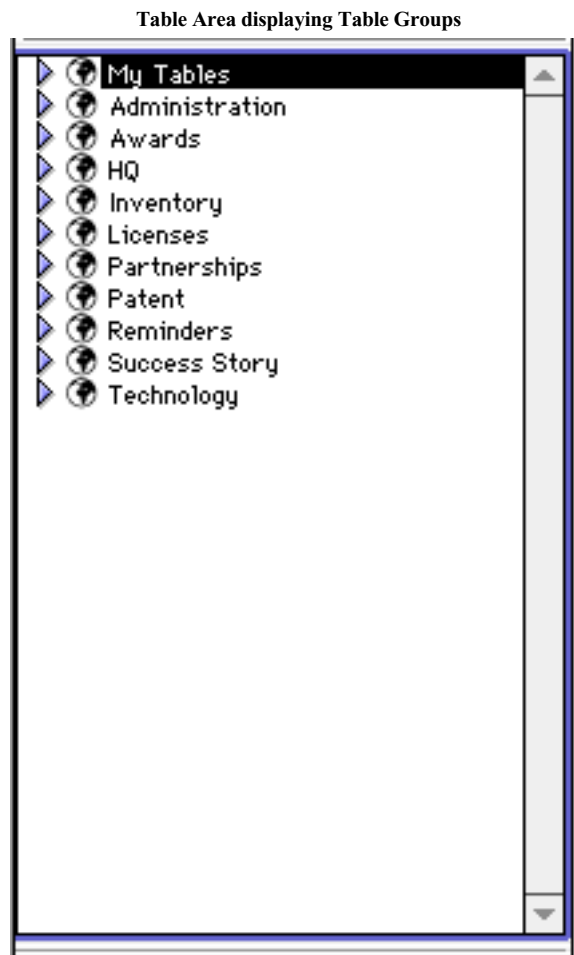 Table Area displaying Table Groups
My Tables
Administration
Awards
HQ
Inventory
Licenses
Partnerships
Patent
Reminders
Success Story
Technology